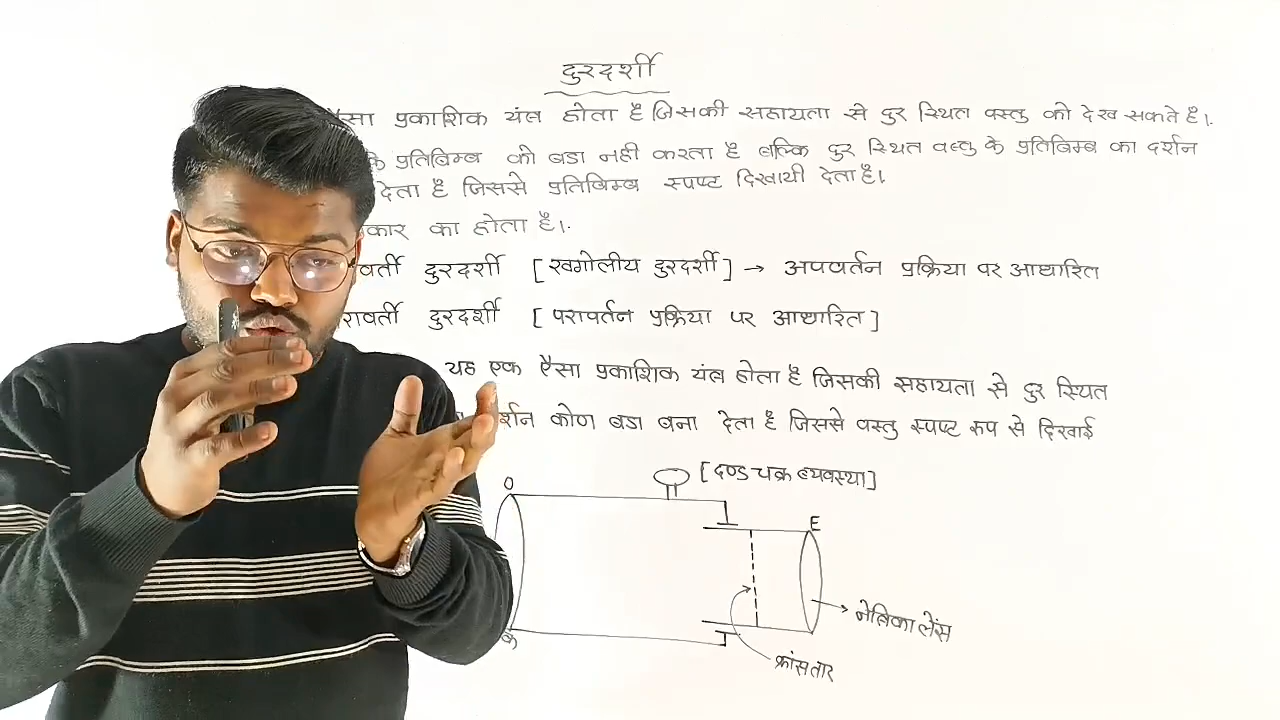 दुरदर्शी
ऐसा प्रकाशिक यंत्र होता है जिसकी सहायता से दुर स्थित वस्तु को देख सकते है।
के प्रतिबिम्ब को बडा नही करता है बल्कि दुर स्थित वस्तु के प्रतिबिम्ब का दर्शन
देता है जिससे प्रतिबिम्ब स्पष्ट दिखायी देता है।
कार का होता है।
वर्ती दुरदर्शी [खगोलीय दुरदर्शी] → अपवर्तन प्रक्रिया पर आधारित
रावर्ती दुरदर्शी [परावर्तन प्रक्रिया पर आधारित]
यह एक ऐसा प्रकाशिक यंत्र होता है जिसकी सहायता से दुर स्थित
दर्शन कोण बडा बना देता है जिससे वस्तु स्पष्ट रूप से दिखाई
[दण्ड चक्र व्यवस्था]
O
E
नेत्रिका लेंस
क्रांसतार